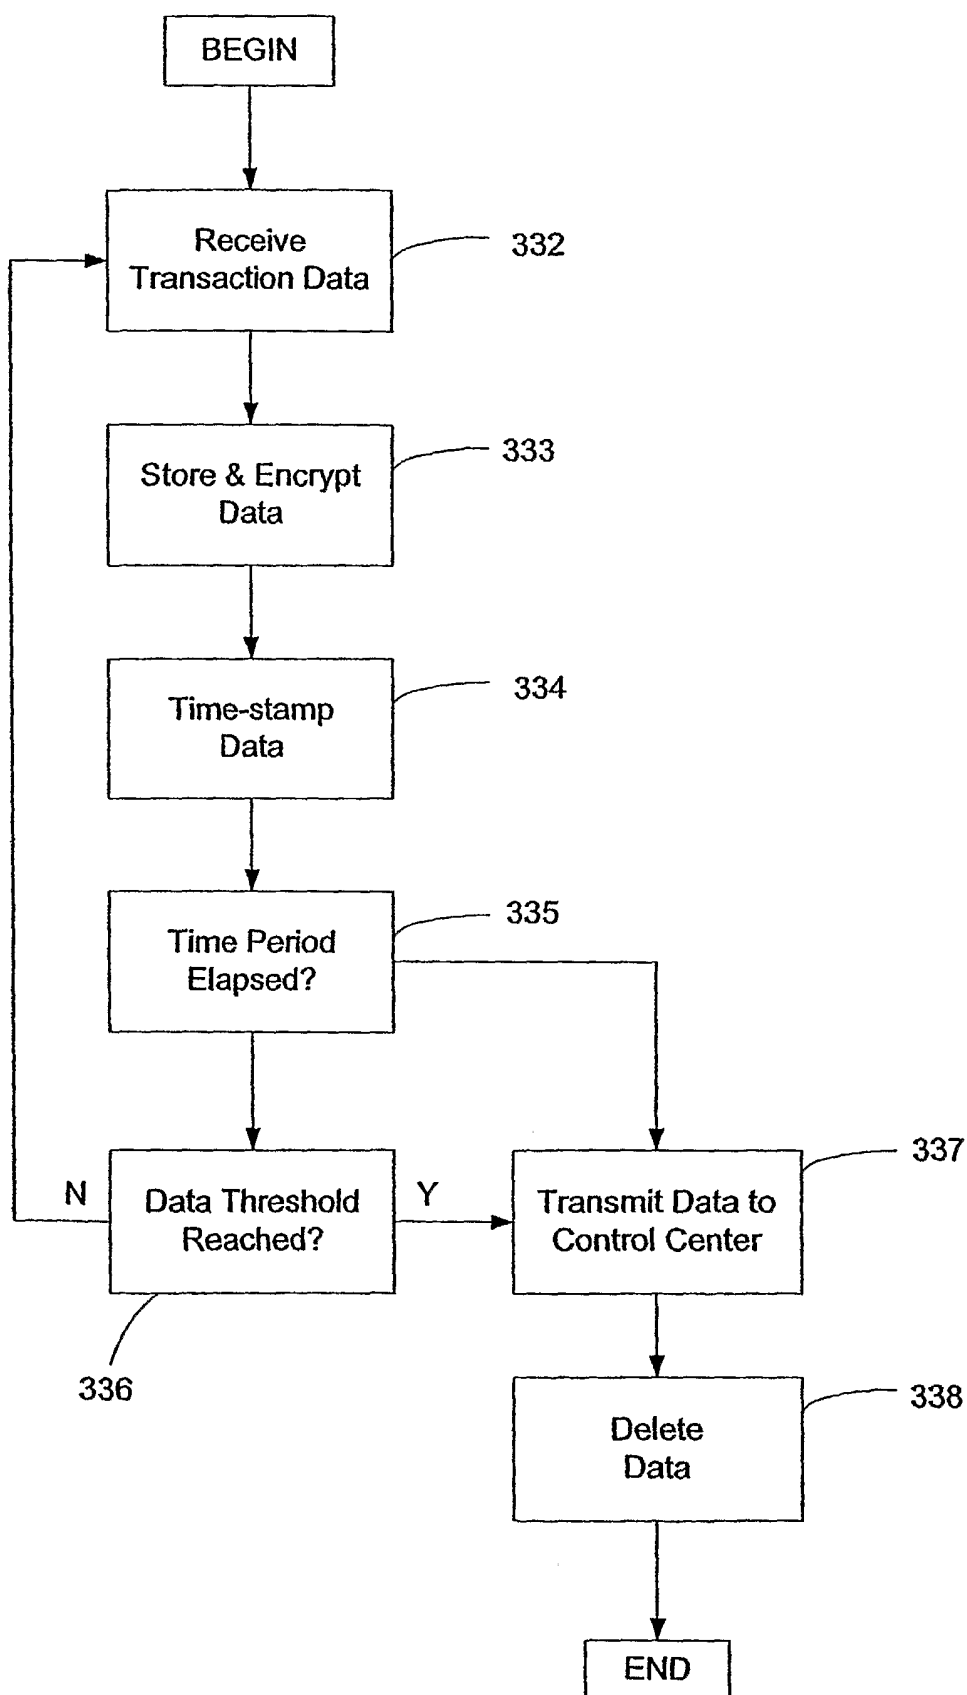 BEGIN
Receive
Transaction Data
332
Store & Encrypt
Data
333
Time-stamp
Data
334
Time Period
Elapsed?
335
N
Data Threshold
Reached?
Y
336
Transmit Data to
Control Center
337
Delete
Data
338
END